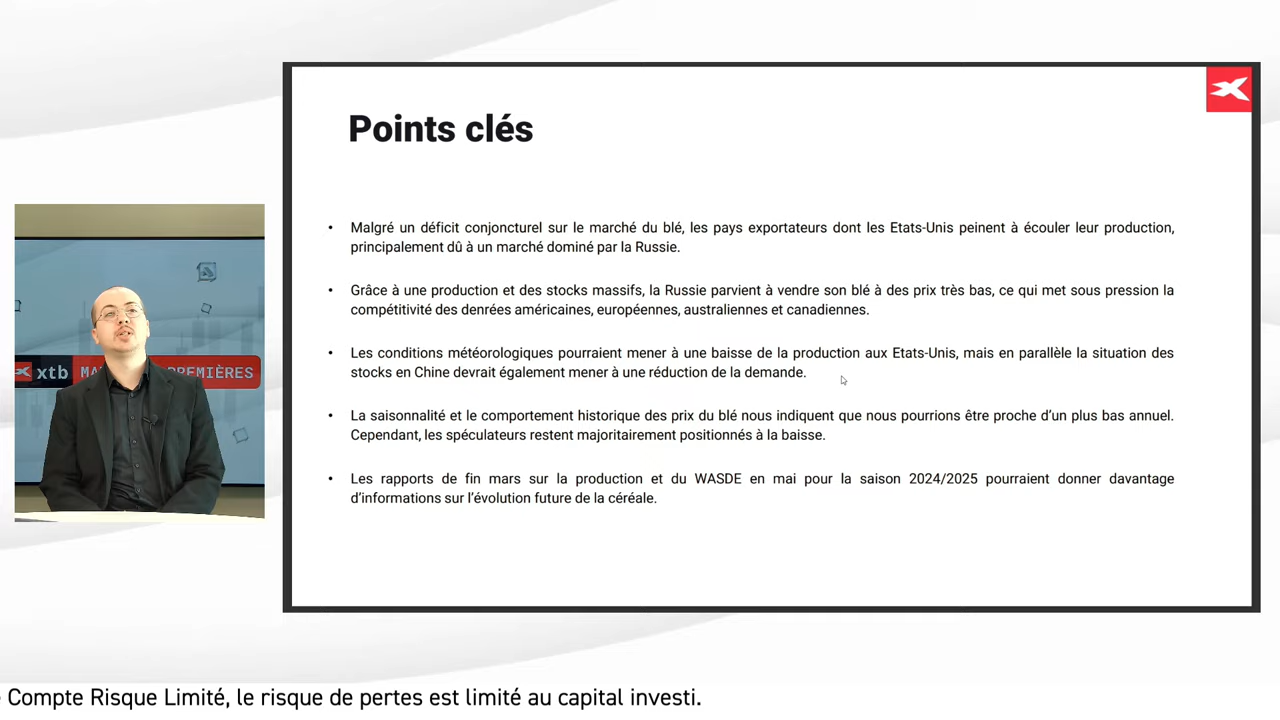 Points clés
• Malgré un déficit conjoncturel sur le marché du blé, les pays exportateurs dont les Etats-Unis peinent à écouler leur production,
principalement dû à un marché dominé par la Russie.
• Grâce à une production et des stocks massifs, la Russie parvient à vendre son blé à des prix très bas, ce qui met sous pression la
compétitivité des denrées américaines, européennes, australiennes et canadiennes.
• Les conditions météorologiques pourraient mener à une baisse de la production aux Etats-Unis, mais en parallèle la situation des
stocks en Chine devrait également mener à une réduction de la demande.
• La saisonnalité et le comportement historique des prix du blé nous indiquent que nous pourrions être proche d'un plus bas annuel.
Cependant, les spéculateurs restent majoritairement positionnés à la baisse.
• Les rapports de fin mars sur la production et du WASDE en mai pour la saison 2024/2025 pourraient donner davantage
d'informations sur l'évolution future de la céréale.
xtb MA REMIÈRES
Compte Risque Limité, le risque de pertes est limité au capital investi.